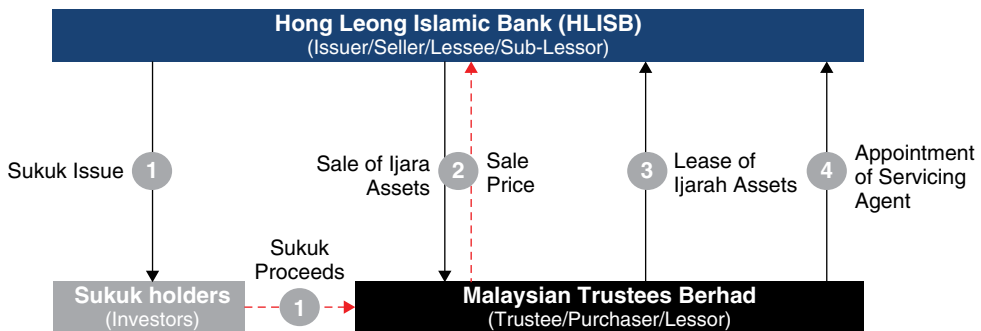 Hong Leong Islamic Bank (HLISB)
(Issuer/Seller/Lessee/Sub-Lessor)
Sukuk Issue
1
Sale of Ijara
Assets
2
Sale
Price
3
Lease of
Ijarah Assets
4
Appointment
of Servicing
Agent
Sukuk
Proceeds
1
Sukuk holders
(Investors)
Malaysian Trustees Berhad
(Trustee/Purchaser/Lessor)